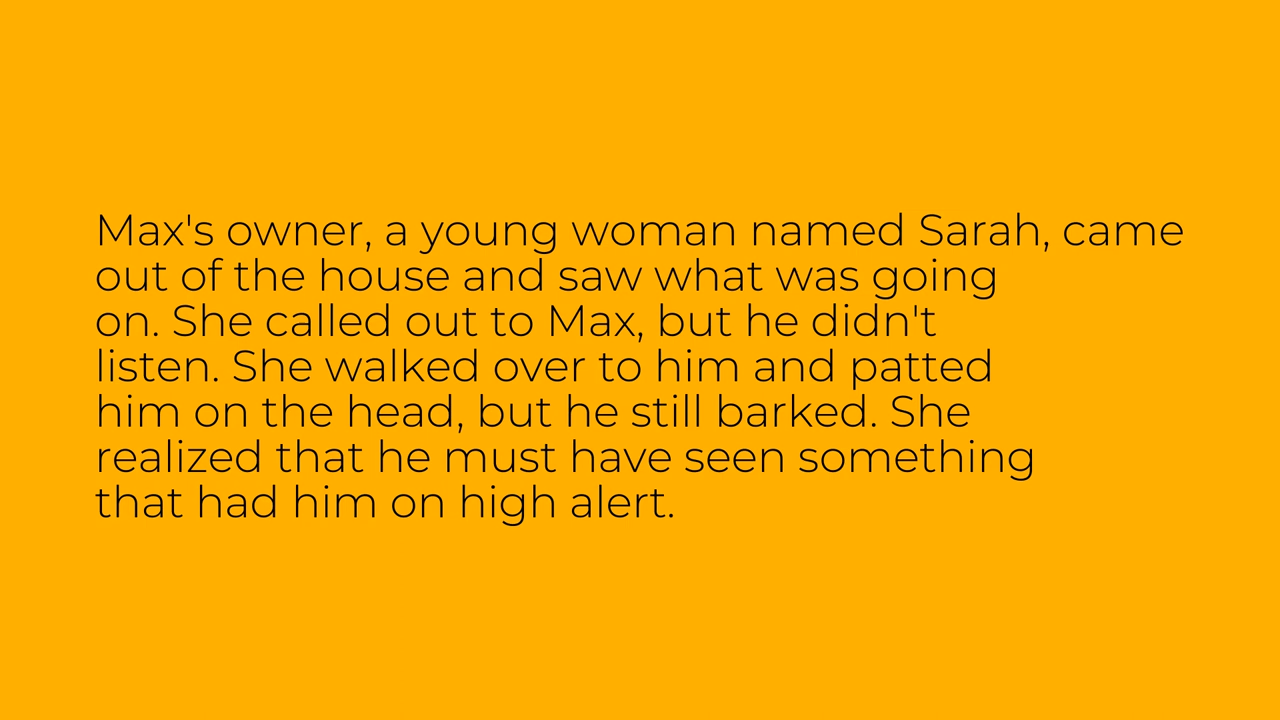 Max's owner, a young woman named Sarah, came
out of the house and saw what was going
on. She called out to Max, but he didn't
listen. She walked over to him and patted
him on the head, but he still barked. She
realized that he must have seen something
that had him on high alert.